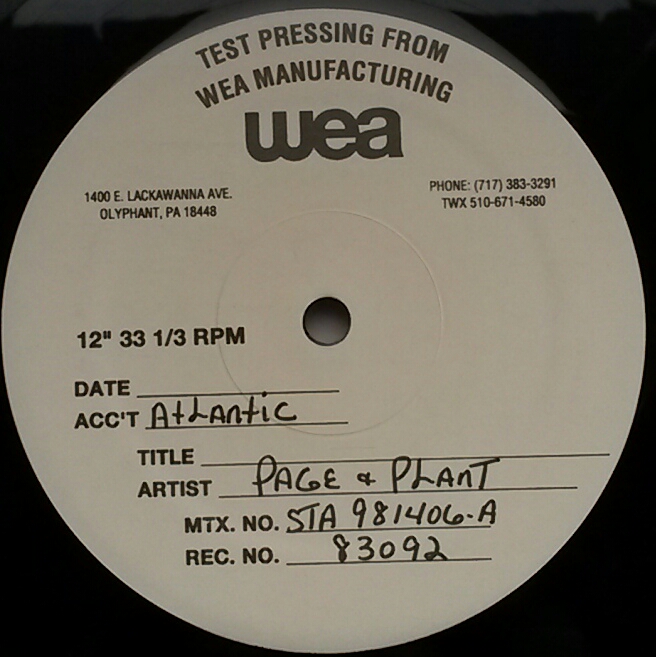 TEST PRESSING FROM
WEA MANUFACTURING
wea
1400 E. LACKAWANNA AVE.
OLYPHANT, PA 18448
PHONE: (717) 383-3291
TWX 510-671-4580
12" 33 1/3 RPM
DATE
ACC'T Atlantic
TITLE
ARTIST PAGE & PLANT
MTX. NO. STA 981406-A
REC. NO. 83092